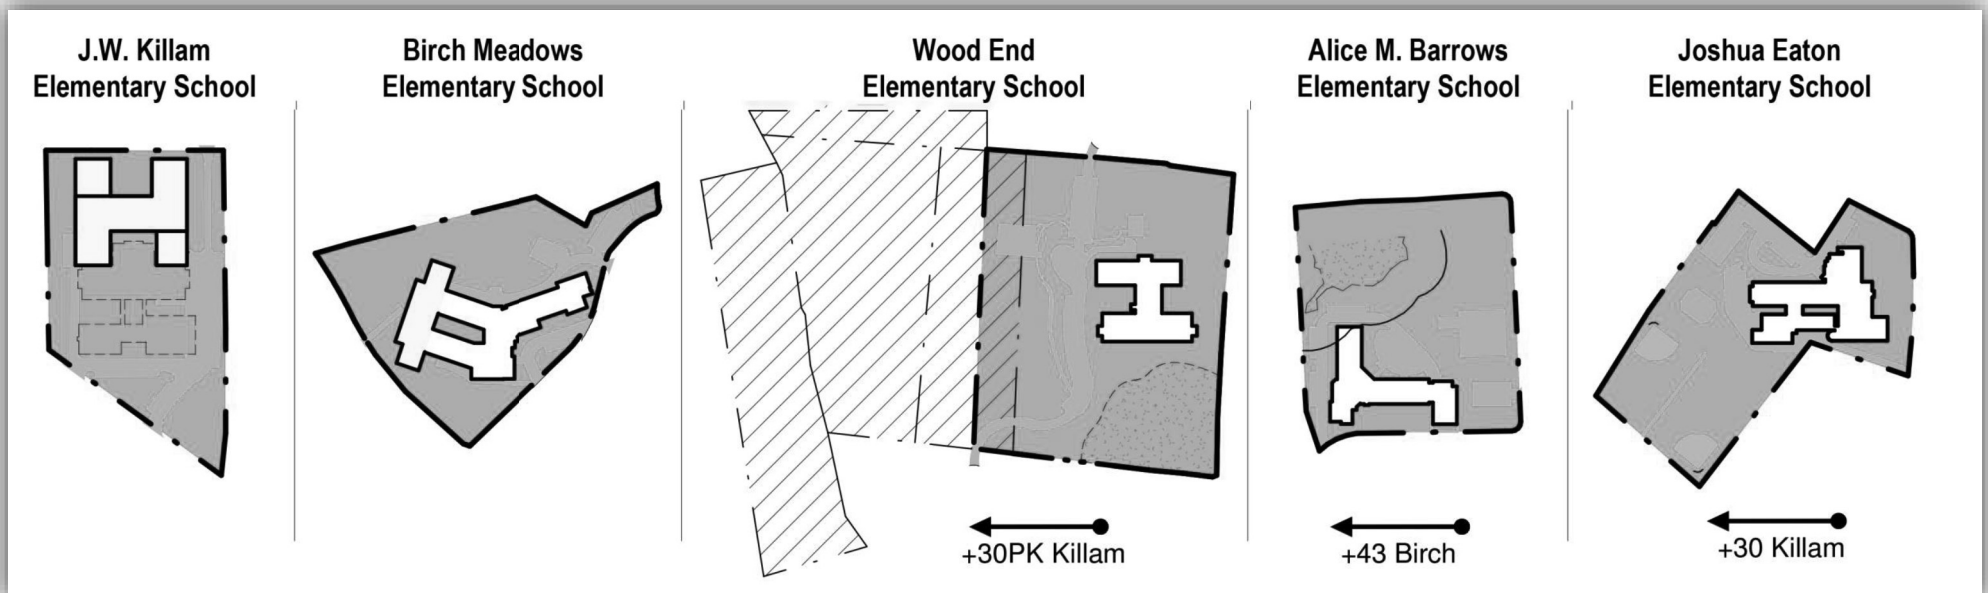 J.W. Killam
Elementary School
Birch Meadows
Elementary School
Wood End
Elementary School
Alice M. Barrows
Elementary School
Joshua Eaton
Elementary School
+30PK Killam
+43 Birch
+30 Killam